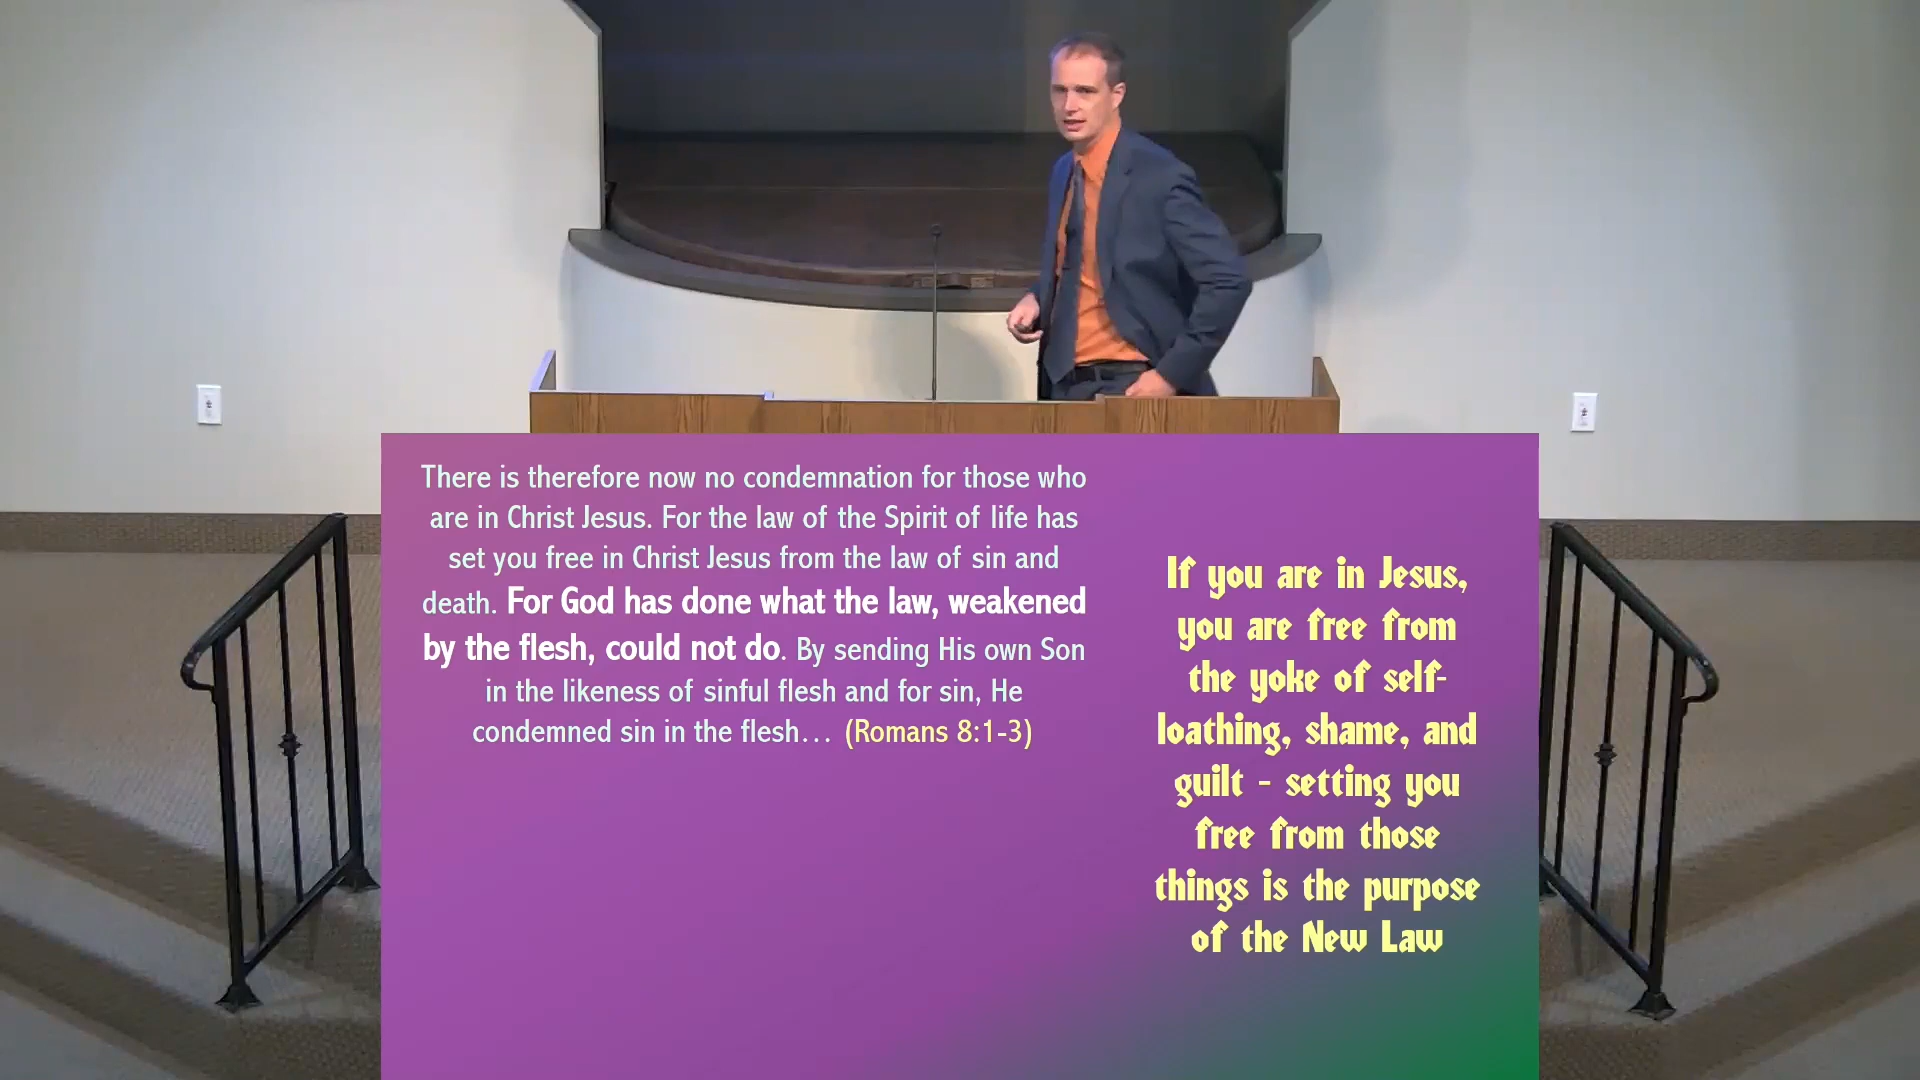 There is therefore now no condemnation for those who
are in Christ Jesus. For the law of the Spirit of life has
set you free in Christ Jesus from the law of sin and
death. For God has done what the law, weakened
by the flesh, could not do. By sending His own Son
in the likeness of sinful flesh and for sin, He
condemned sin in the flesh… (Romans 8:1-3)
If you are in Jesus,
you are free from
the yoke of self-
loathing, shame, and
guilt - setting you
free from those
things is the purpose
of the New Law